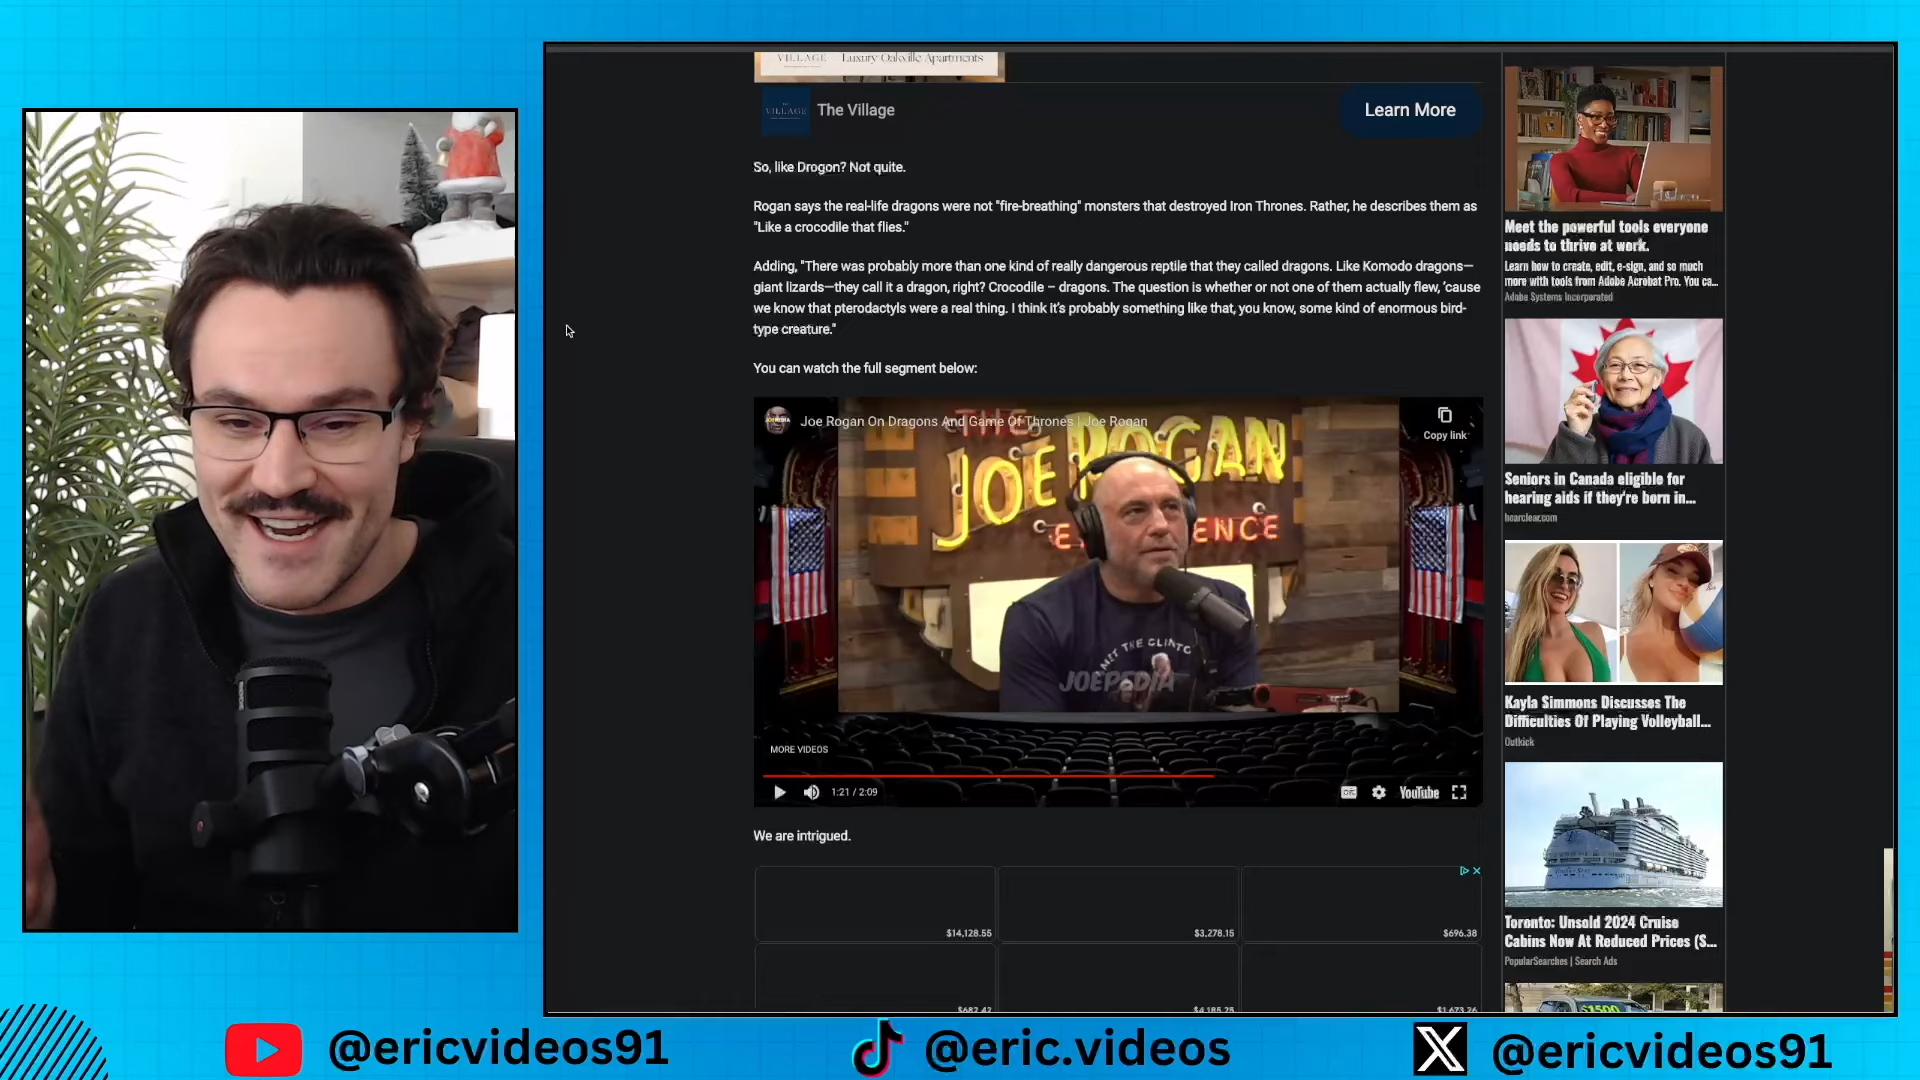 VILLAGE
Luxury Oakville Apartments
VILLAGE
The Village
Learn More
So, like Drogon? Not quite.
Rogan says the real-life dragons were not "fire-breathing" monsters that destroyed Iron Thrones. Rather, he describes them as
"Like a crocodile that flies."
Adding, "There was probably more than one kind of really dangerous reptile that they called dragons. Like Komodo dragons—
giant lizards—they call it a dragon, right? Crocodile – dragons. The question is whether or not one of them actually flew, 'cause
we know that pterodactyls were a real thing. I think it's probably something like that, you know, some kind of enormous bird-
type creature."
You can watch the full segment below:
Joe Rogan On Dragons And Game Of Thrones | Joe Rogan
Copy link
THE
JOE ROGAN
JOEPEDIA
MORE VIDEOS
1:21 / 2:09
YouTube
We are intrigued.
$14,128.55
$3,278.15
$696.38
$682.42
$4,185.25
$1,673.26
Meet the powerful tools everyone
needs to thrive at work.
Learn how to create, edit, e-sign, and so much
more with tools from Adobe Acrobat Pro. You ca...
Adobe Systems Incorporated
Seniors in Canada eligible for
hearing aids if they're born in...
hearclear.com
Kayla Simmons Discusses The
Difficulties Of Playing Volleyball...
Outkick
Toronto: Unsold 2024 Cruise
Cabins Now At Reduced Prices (S...
PopularSearches | Search Ads
$1500
@ericvideos91
@eric.videos
@ericvideos91